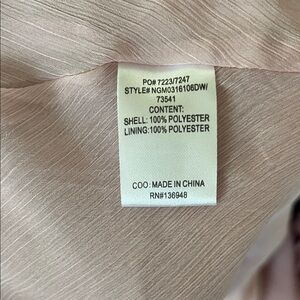 PO# 7223/7247
STYLE# NGM0316106DW/
73541
CONTENT:
SHELL: 100% POLYESTER
LINING:100% POLYESTER
COO: MADE IN CHINA
RN#136948